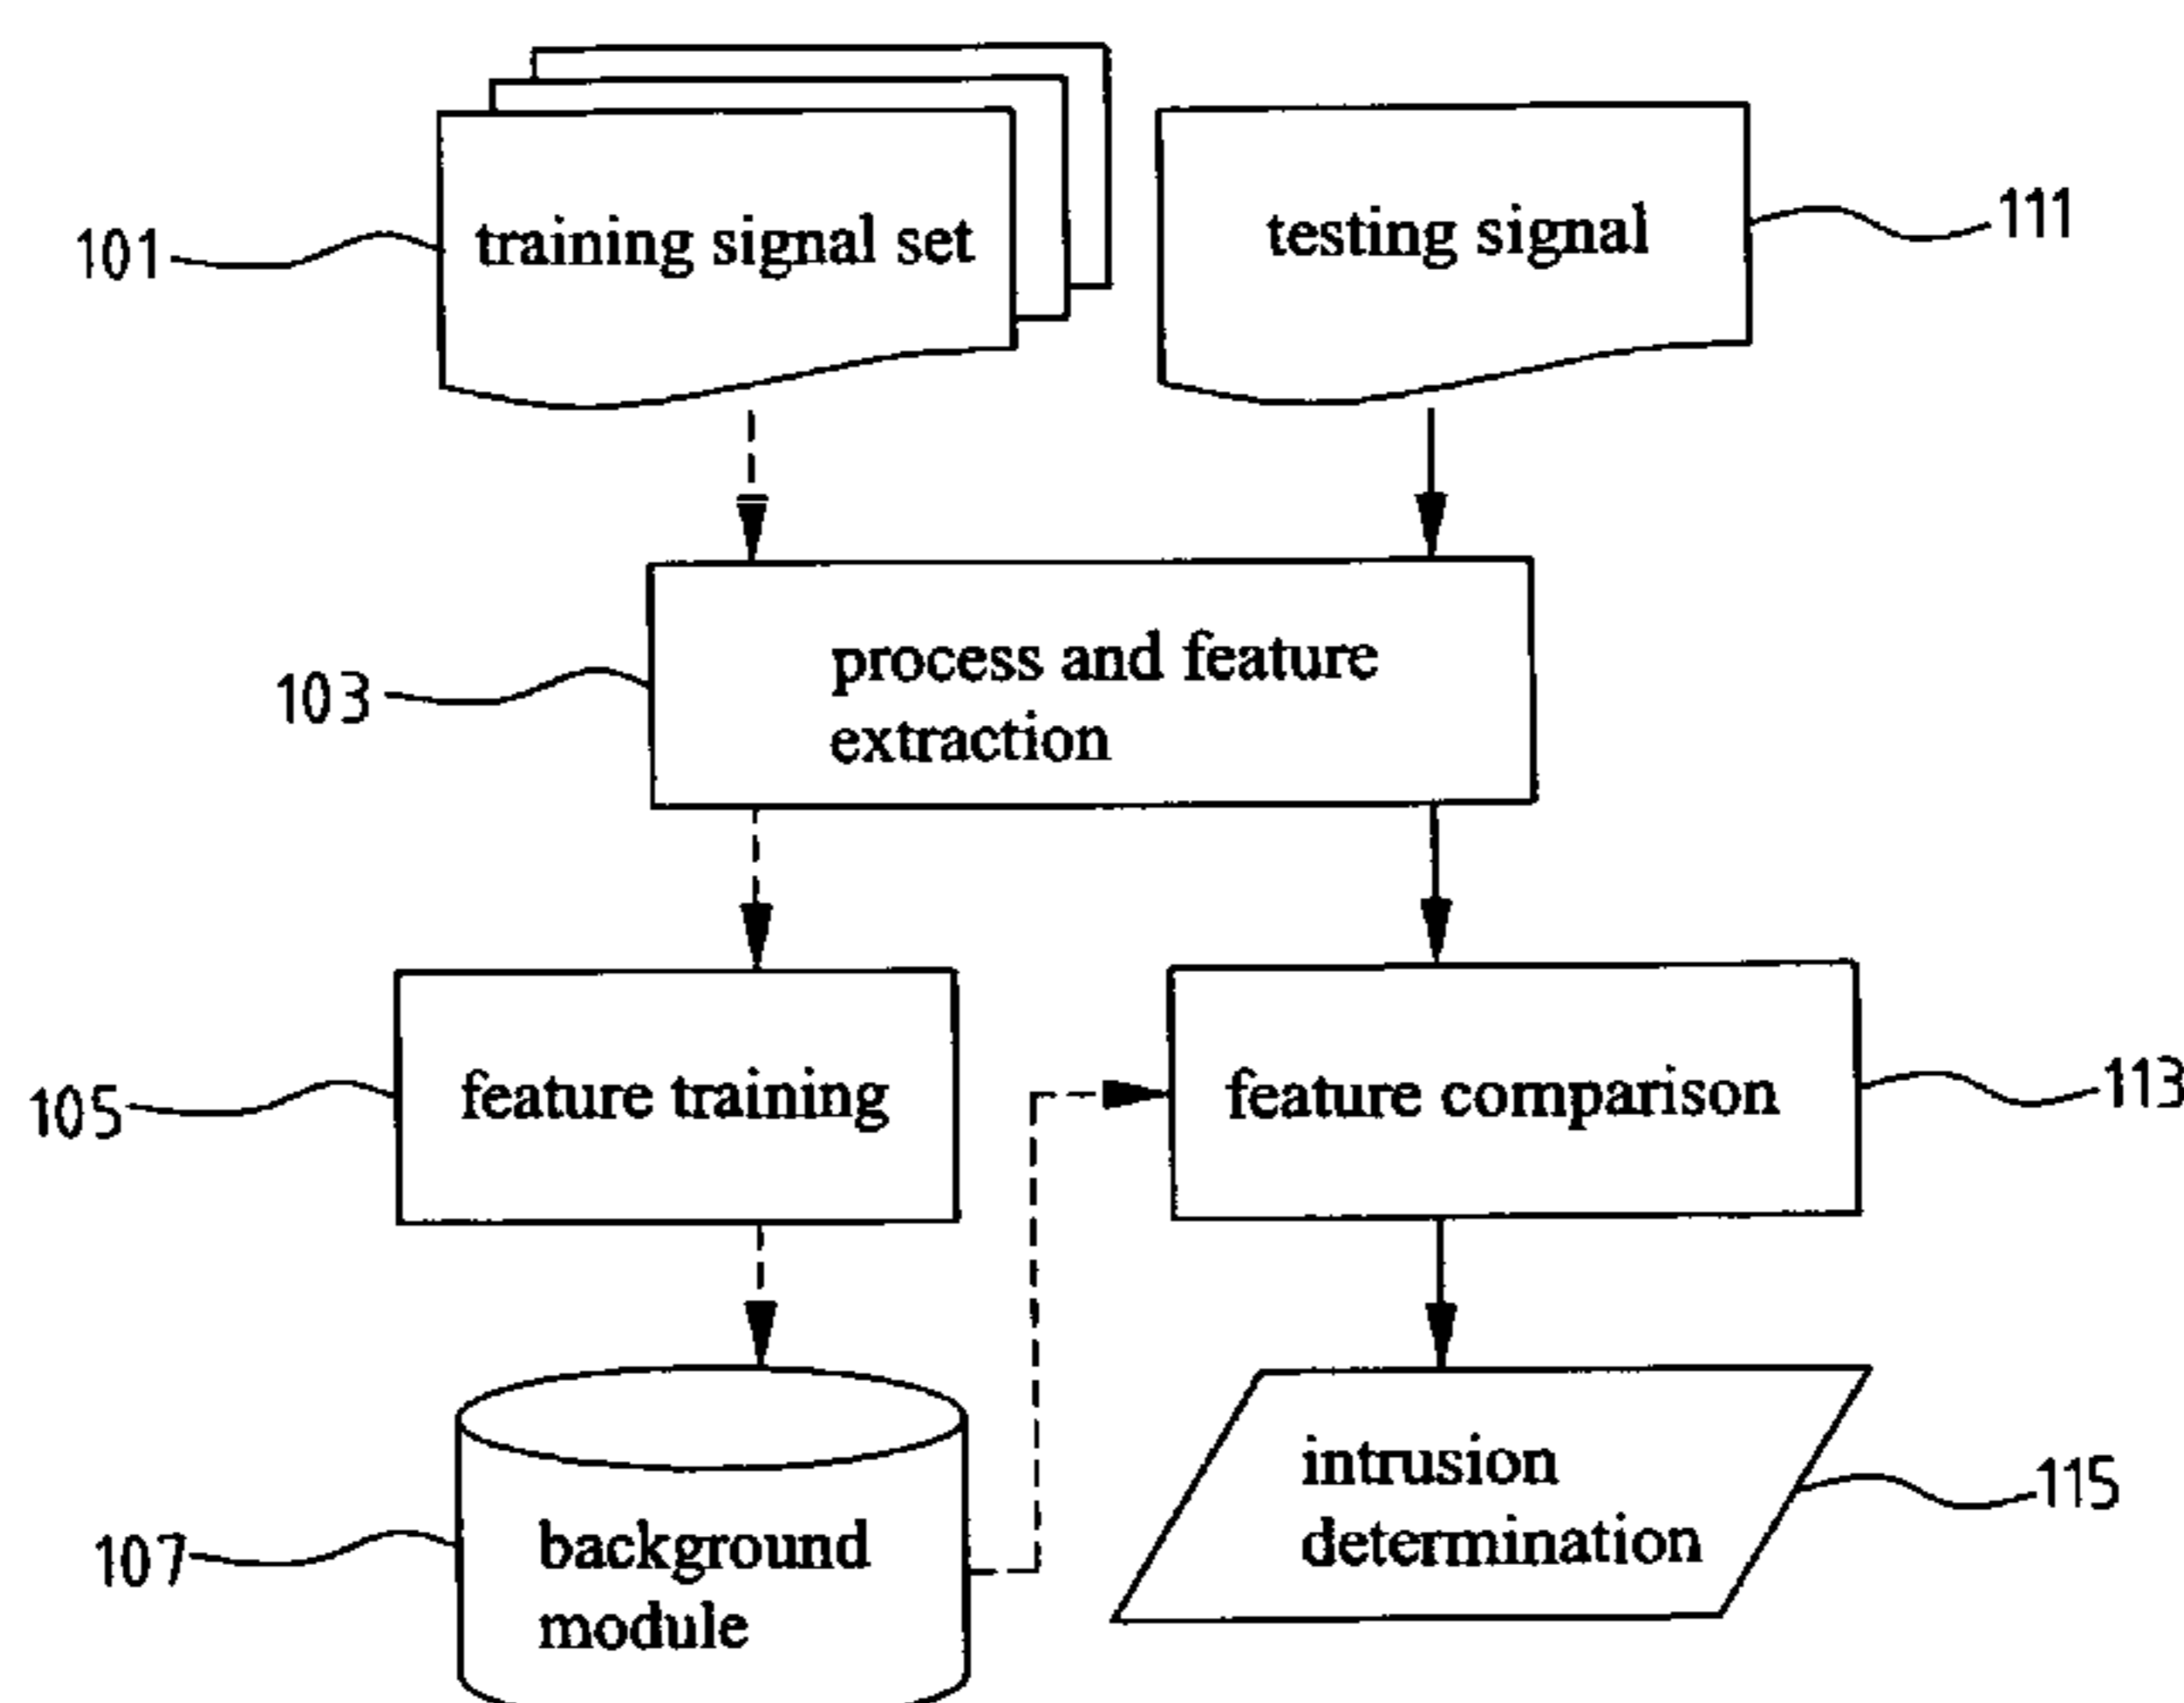 training signal set
testing signal
101
111
process and feature
extraction
103
feature training
feature comparison
105
113
background
module
107
intrusion
determination
115